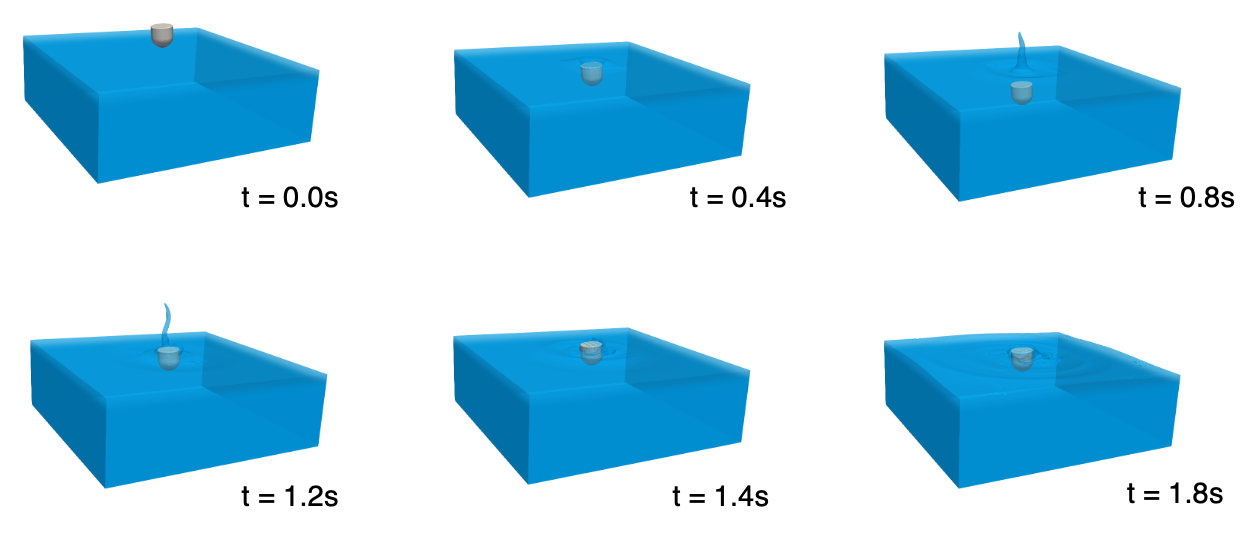 t = 0.0s
t = 0.4s
t = 0.8s
t = 1.2s
t = 1.4s
t = 1.8s